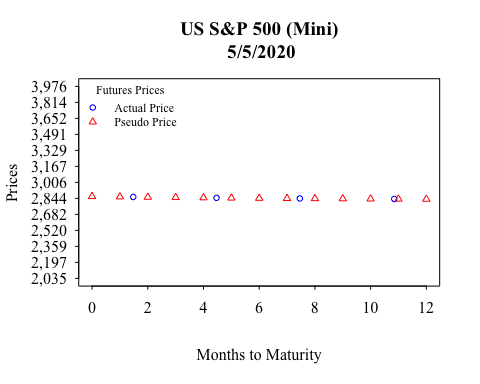 US S&P 500 (Mini)
5/5/2020
Futures Prices
Actual Price
Pseudo Price
Prices
3,976
3,814
3,652
3,491
3,329
3,167
3,006
2,844
2,682
2,520
2,359
2,197
2,035
0 2 4 6 8 10 12
Months to Maturity